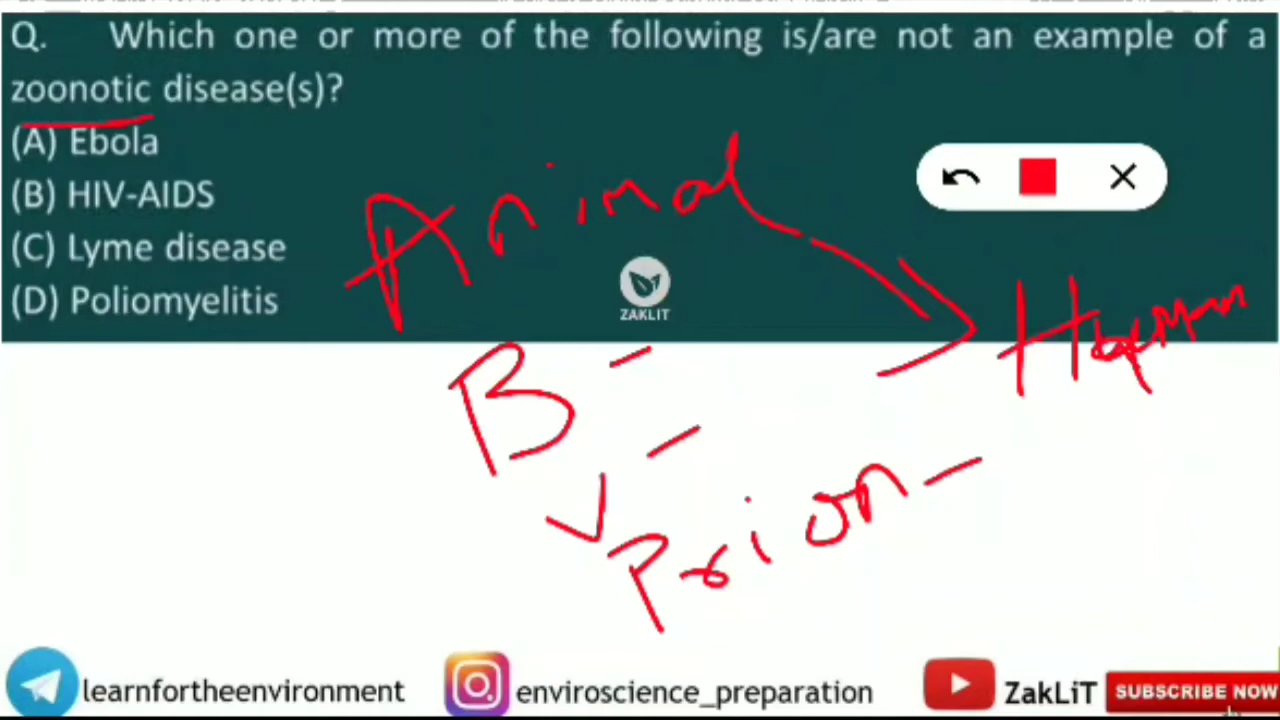 Q. Which one or more of the following is/are not an example of a
zoonotic disease(s)?
(A) Ebola
(B) HIV-AIDS
(C) Lyme disease
(D) Poliomyelitis
Animal
ZAKLIT
B -
V -
Prion -
learnfortheenvironment
enviroscience_preparation
ZakLiT
SUBSCRIBE NOW